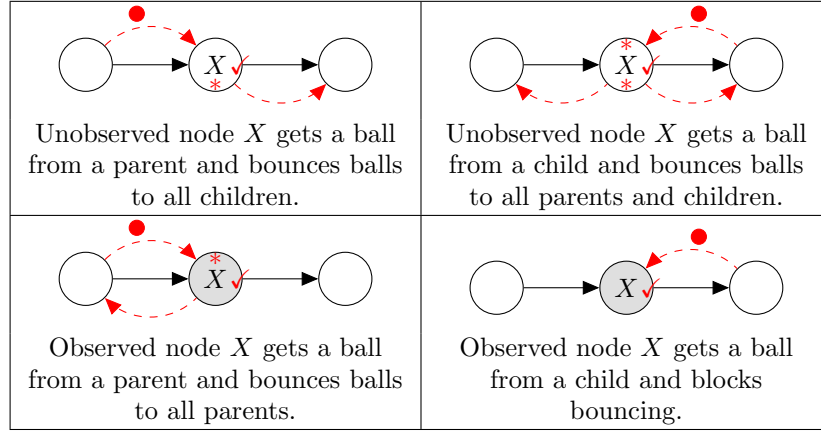 X ✓
*
Unobserved node X gets a ball
from a parent and bounces balls
to all children.
*
X ✓
*
Unobserved node X gets a ball
from a child and bounces balls
to all parents and children.
*
X ✓
Observed node X gets a ball
from a parent and bounces balls
to all parents.
X ✓
Observed node X gets a ball
from a child and blocks
bouncing.